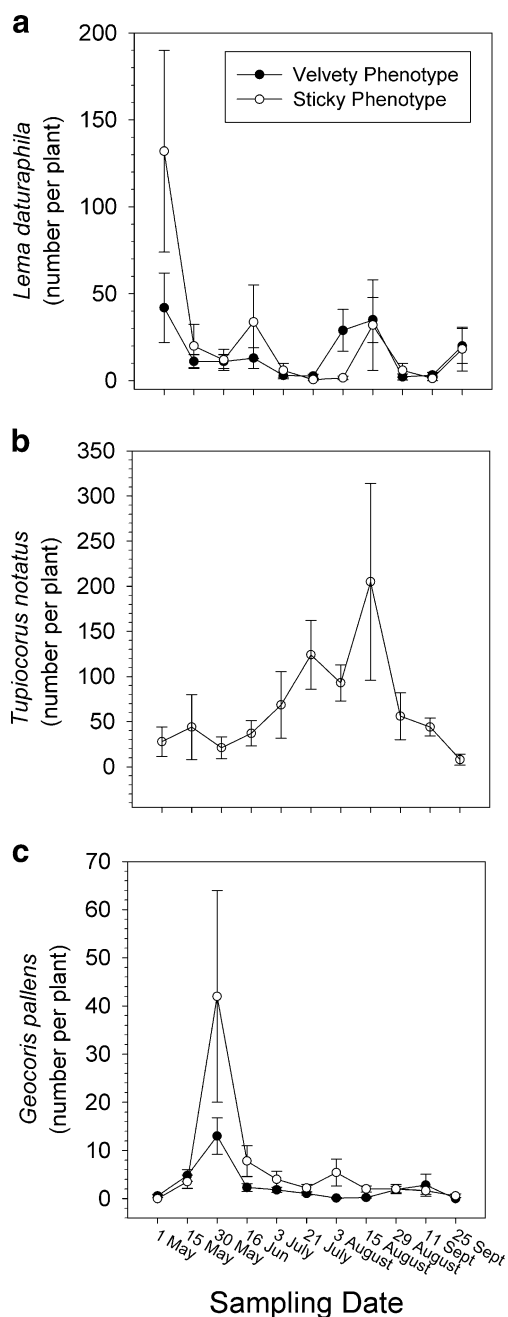 a
200
150
100
50
0
Lema daturaphila
(number per plant)
Velvety Phenotype
Sticky Phenotype
b
350
300
250
200
150
100
50
0
Tupiocorus notatus
(number per plant)
c
70
60
50
40
30
20
10
0
Geocoris pallens
(number per plant)
1 May
15 May
30 May
16 Jun
3 July
21 July
3 August
15 August
29 August
11 Sept
25 Sept
Sampling Date